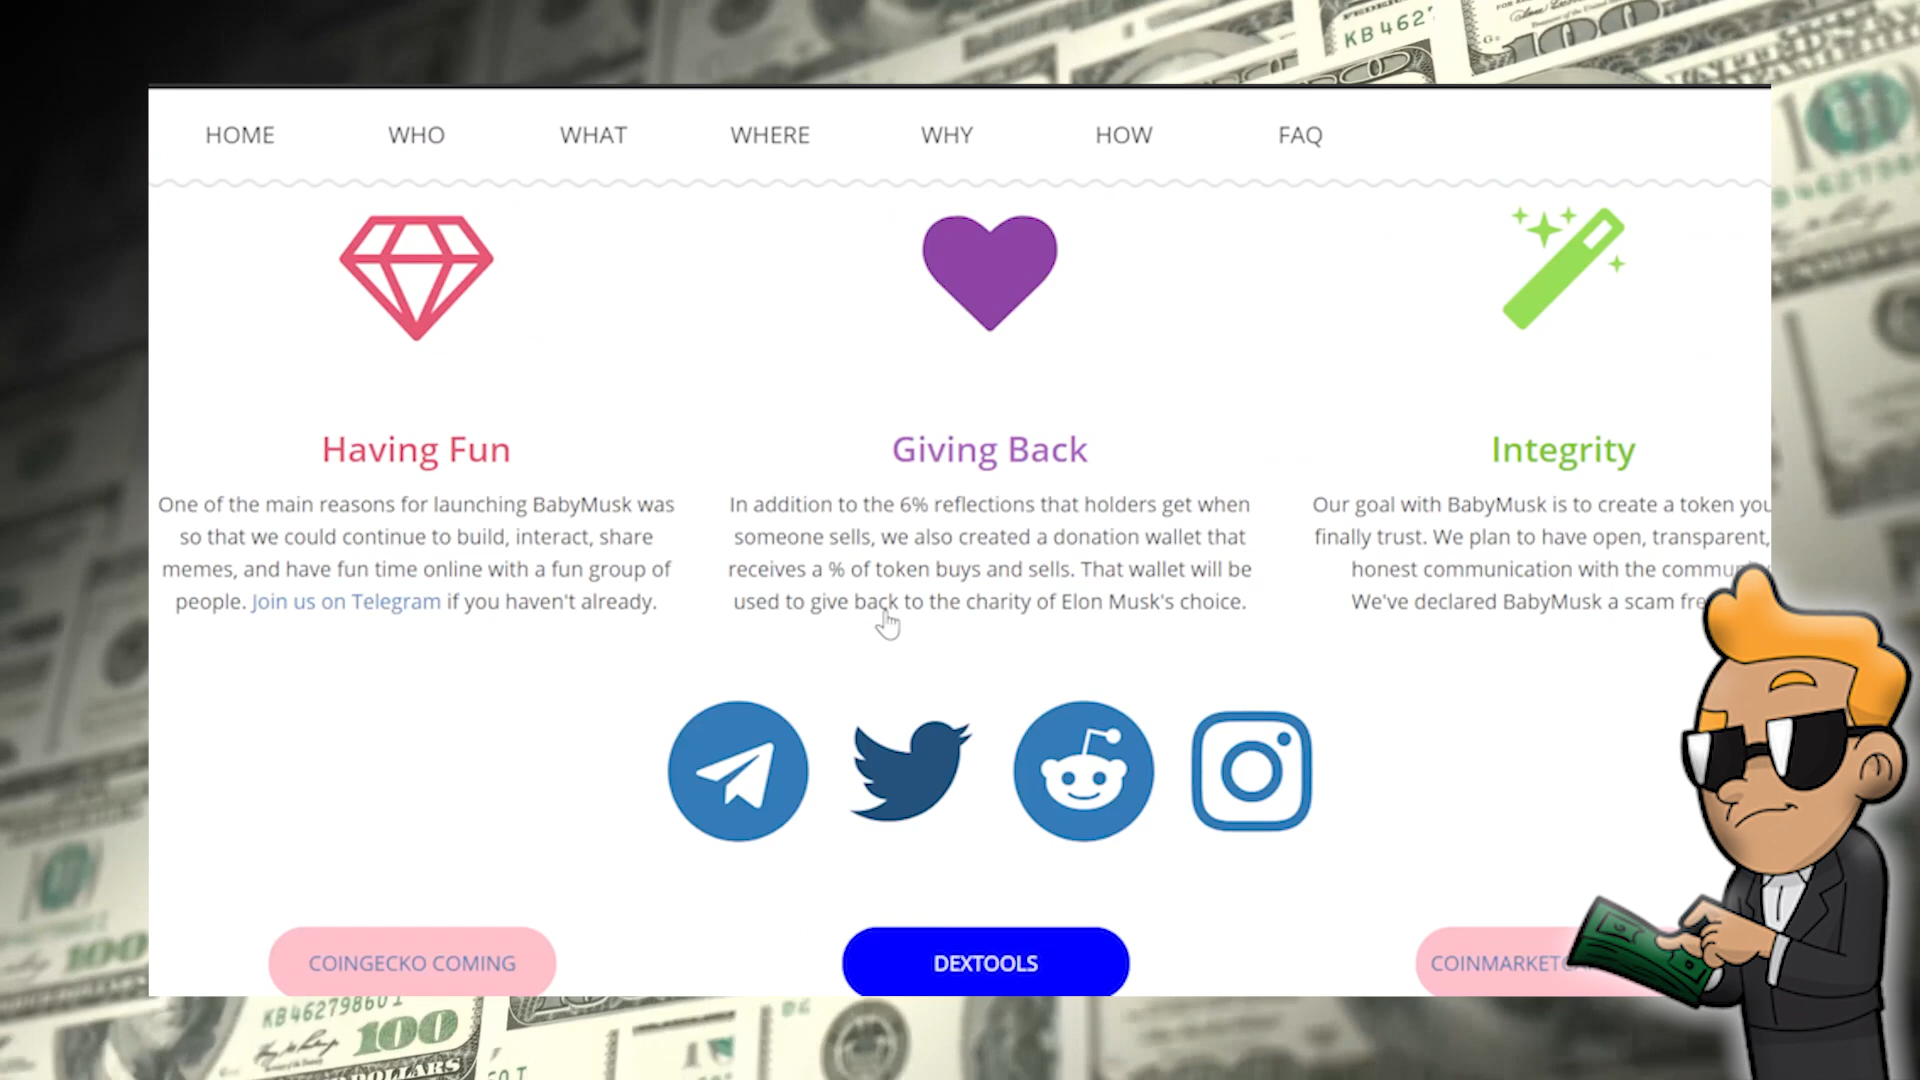 HOME WHO WHAT WHERE WHY HOW FAQ
Having Fun
One of the main reasons for launching BabyMusk was
so that we could continue to build, interact, share
memes, and have fun time online with a fun group of
people. Join us on Telegram if you haven't already.
Giving Back
In addition to the 6% reflections that holders get when
someone sells, we also created a donation wallet that
receives a % of token buys and sells. That wallet will be
used to give back to the charity of Elon Musk's choice.
Integrity
Our goal with BabyMusk is to create a token you
finally trust. We plan to have open, transparent,
honest communication with the
We've declared BabyMusk a scam
COINGECKO COMING
DEXTOOLS
KB46279860
100
100
KB 4627
100